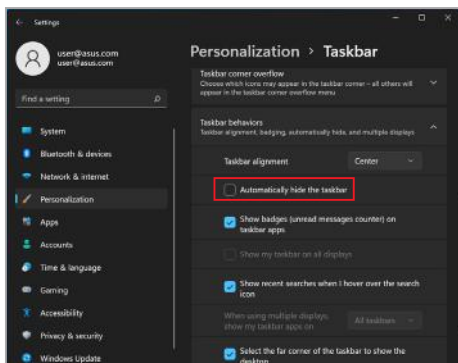 Settings
user@asus.com
user@asus.com
Find a setting
System
Bluetooth & devices
Network & internet
Personalization
Apps
Accounts
Time & language
Gaming
Accessibility
Privacy & security
Windows Update
Personalization > Taskbar
Taskbar corner overflow
Choose which icons may appear in the taskbar corner – all others will
appear in the taskbar corner overflow menu
Taskbar behaviors
Taskbar alignment, badging, automatically hide, and multiple displays
Taskbar alignment
Center
Automatically hide the taskbar
Show badges (unread messages counter) on
taskbar apps
Show my taskbar on all displays
Show recent searches when I hover over the search
icon
When using multiple displays,
show my taskbar apps on
All taskbars
Select the far corner of the taskbar to show the
desktop